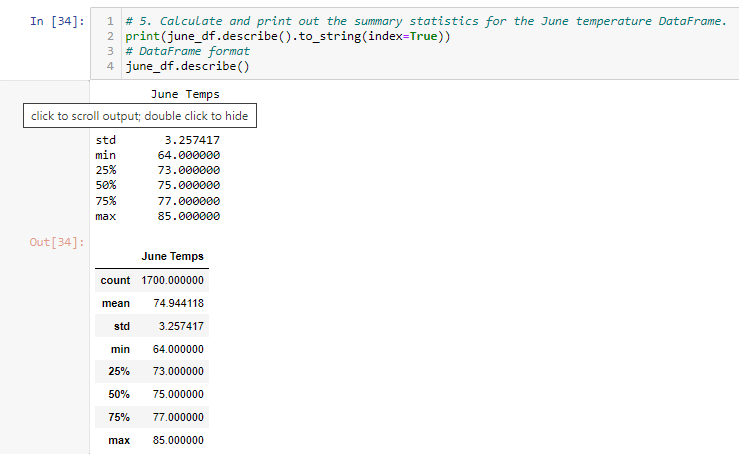 In [34]:
1 # 5. Calculate and print out the summary statistics for the June temperature DataFrame.
2 print(june_df.describe().to_string(index=True))
3 # DataFrame format
4 june_df.describe()
June Temps
click to scroll output; double click to hide
std 3.257417
min 64.000000
25% 73.000000
50% 75.000000
75% 77.000000
max 85.000000
Out[34]:
June Temps
count 1700.000000
mean 74.944118
std 3.257417
min 64.000000
25% 73.000000
50% 75.000000
75% 77.000000
max 85.000000